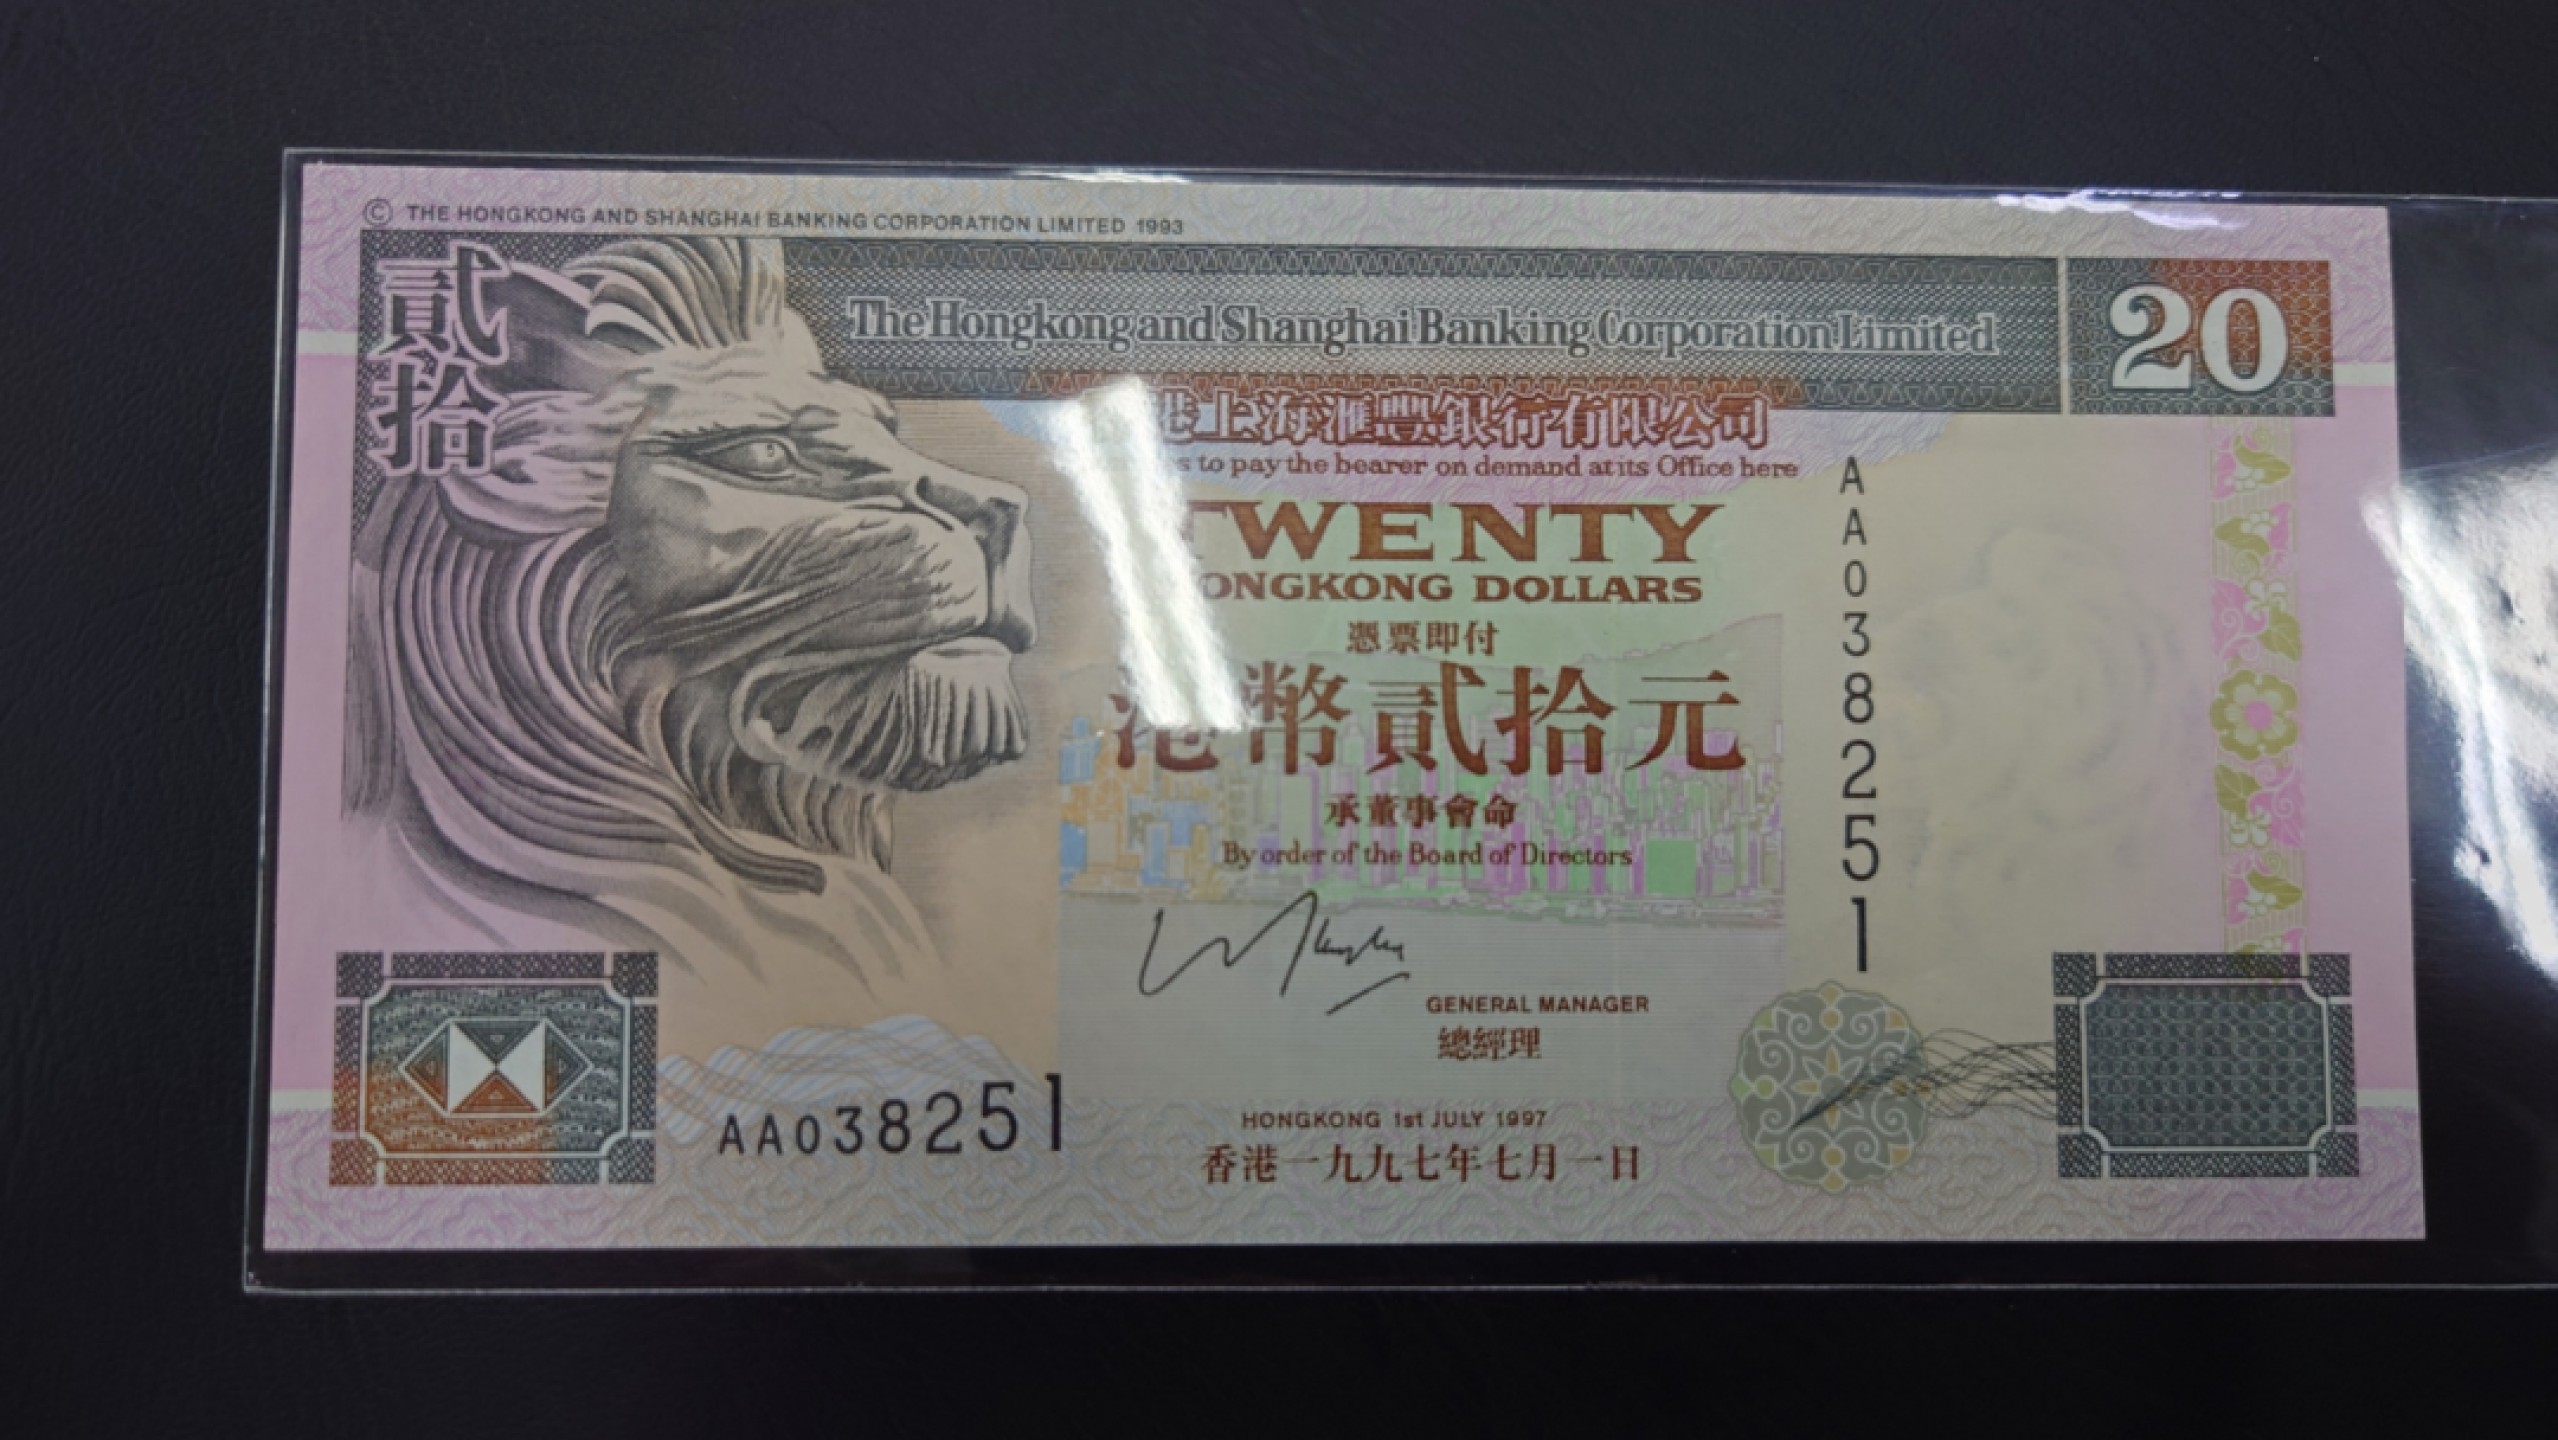 © THE HONGKONG AND SHANGHAI BANKING CORPORATION LIMITED 1993
貳拾
The Hongkong and Shanghai Banking Corporation Limited
20
港上海滙豐銀行有限公司
to pay the bearer on demand at its Office here
TWENTY
HONGKONG DOLLARS
憑票即付
港幣貳拾元
承董事會命
By order of the Board of Directors
GENERAL MANAGER
總經理
HONGKONG 1st JULY 1997
香港一九九七年七月一日
AA038251
AA038251